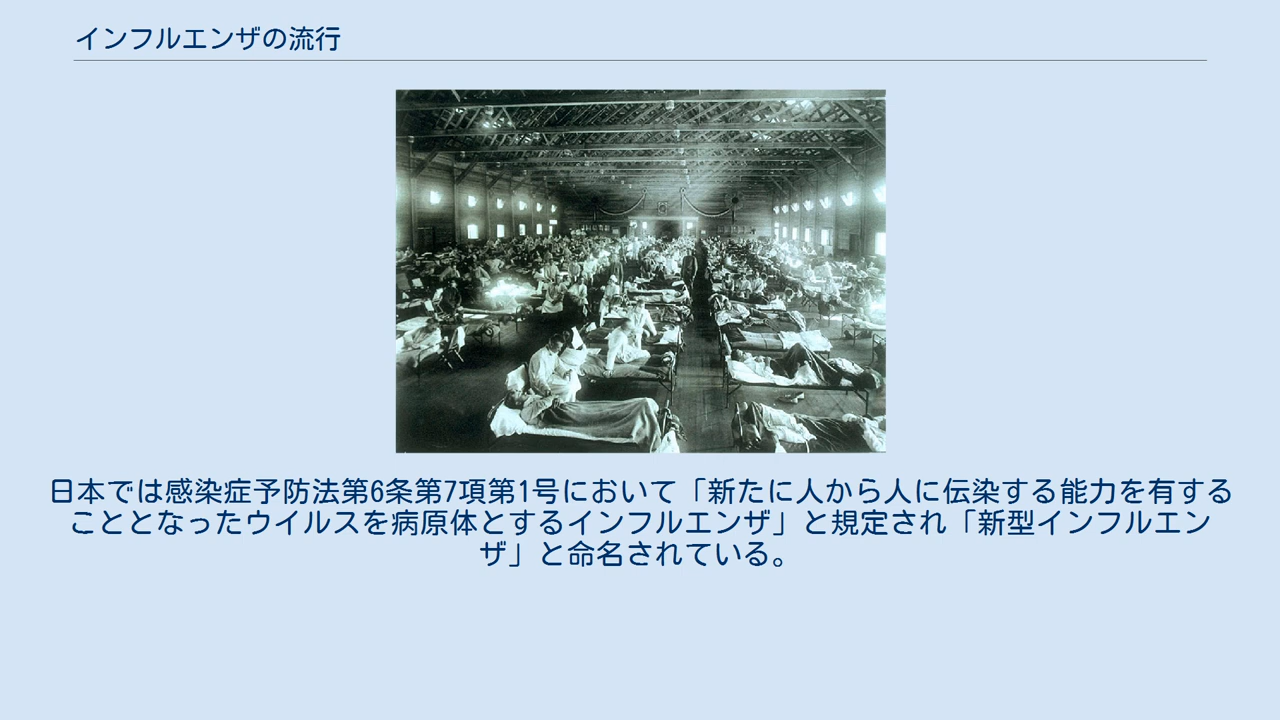 インフルエンザの流行
日本では感染症予防法第6条第7項第1号において「新たに人から人に伝染する能力を有する
こととなったウイルスを病原体とするインフルエンザ」と規定され「新型インフルエン
ザ」と命名されている。